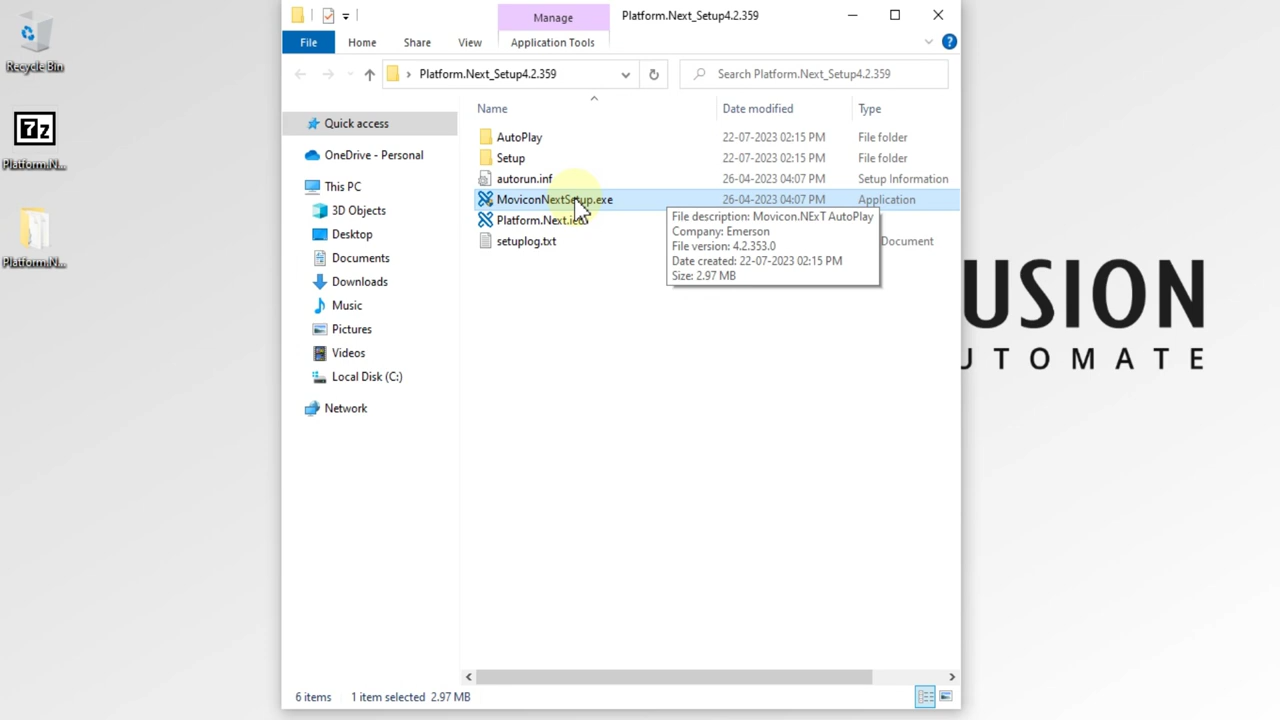 Recycle Bin
Platform.N...
Platform.N...
Manage
Platform.Next_Setup4.2.359
File
Home
Share
View
Application Tools
Platform.Next_Setup4.2.359
Search Platform.Next_Setup4.2.359
Quick access
OneDrive - Personal
This PC
3D Objects
Desktop
Documents
Downloads
Music
Pictures
Videos
Local Disk (C:)
Network
Name
Date modified
Type
AutoPlay
22-07-2023 02:15 PM
File folder
Setup
22-07-2023 02:15 PM
File folder
autorun.inf
26-04-2023 04:07 PM
Setup Information
MoviconNextSetup.exe
26-04-2023 04:07 PM
Application
setuplog.txt
Document
File description: Movicon.NExT AutoPlay
Company: Emerson
File version: 4.2.353.0
Date created: 22-07-2023 02:15 PM
Size: 2.97 MB
6 items
1 item selected 2.97 MB
USION
UTOMATE